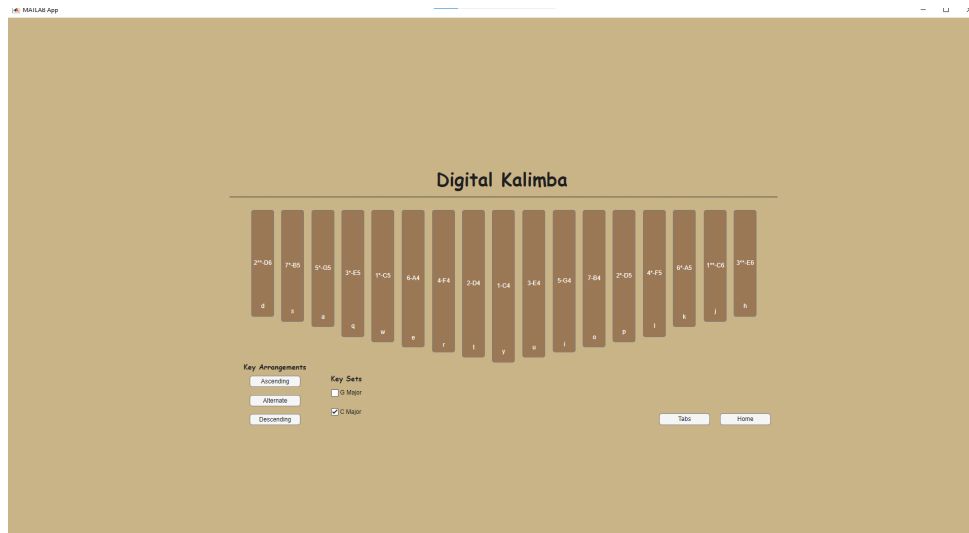 MATLAB App
Digital Kalimba
2**-D6 7*-B5 5*-G5 3*-E5 1*-C5 6-A4 4-F4 2-D4 1-C4 3-E4 5-G4 7-B4 2*-D5 4*-F5 6*-A5 1**-C6 3**-E6
d s a q w e r t y u i o p l k j h
Key Arrangements
Ascending
Alternate
Descending
Key Sets
G Major
C Major
Tabs Home